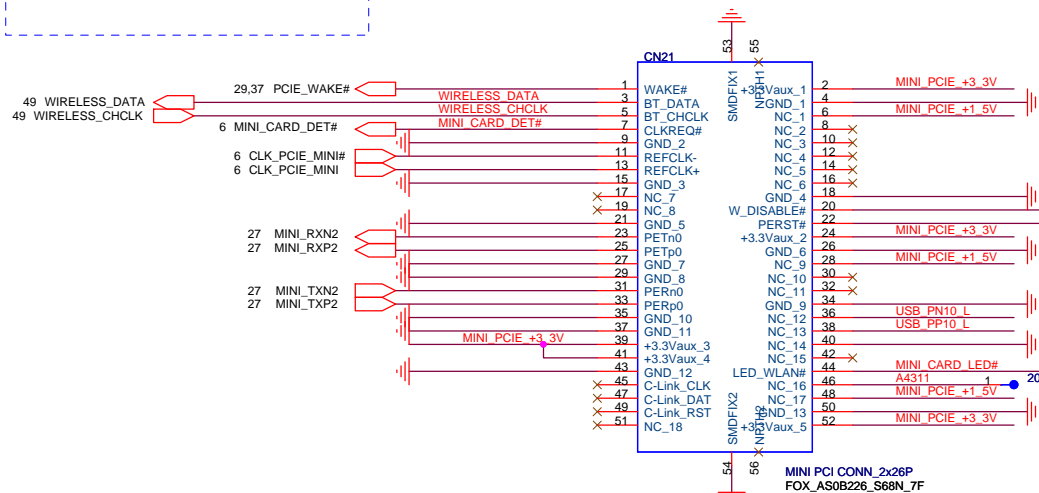 53 55
CN21
SMDFIX1 NPTH1
29,37 PCIE_WAKE# 1 WAKE# +3.3Vaux_1 2 MINI_PCIE_+3_3V
49 WIRELESS_DATA WIRELESS_DATA 3 BT_DATA GND_1 4
49 WIRELESS_CHCLK WIRELESS_CHCLK 5 BT_CHCLK NC_1 6 MINI_PCIE_+1_5V
6 MINI_CARD_DET# MINI_CARD_DET# 7 CLKREQ# NC_2 8
9 GND_2 NC_3 10
6 CLK_PCIE_MINI# 11 REFCLK- NC_4 12
6 CLK_PCIE_MINI 13 REFCLK+ NC_5 14
15 GND_3 NC_6 16
17 NC_7 GND_4 18
19 NC_8 W_DISABLE# 20
21 GND_5 PERST# 22
27 MINI_RXN2 23 PETn0 +3.3Vaux_2 24 MINI_PCIE_+3_3V
27 MINI_RXP2 25 PETp0 GND_6 26
27 GND_7 NC_9 28 MINI_PCIE_+1_5V
29 GND_8 NC_10 30
27 MINI_TXN2 31 PERn0 NC_11 32
27 MINI_TXP2 33 PERp0 GND_9 34
35 GND_10 NC_12 36 USB_PN10_L
37 GND_11 NC_13 38 USB_PP10_L
MINI_PCIE_+3_3V 39 +3.3Vaux_3 NC_14 40
41 +3.3Vaux_4 NC_15 42
43 GND_12 LED_WLAN# 44 MINI_CARD_LED#
45 C-Link_CLK NC_16 46 A4311 1 20
47 C-Link_DAT NC_17 48 MINI_PCIE_+1_5V
49 C-Link_RST GND_13 50
51 NC_18 +3.3Vaux_5 52 MINI_PCIE_+3_3V
SMDFIX2 NPTH2
54 56
MINI PCI CONN_2x26P
FOX_AS0B226_S68N_7F